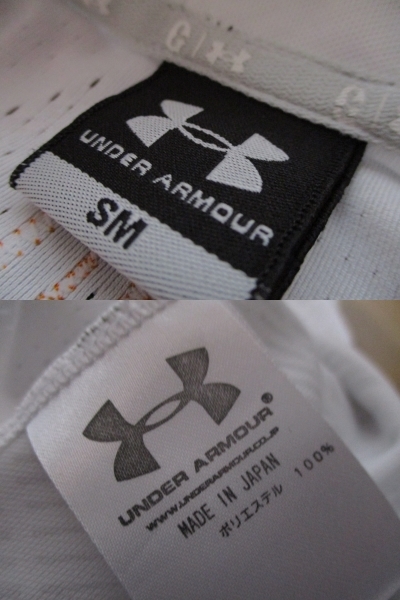 G/
G/
UNDER ARMOUR
SM
UNDER ARMOUR®
WWW.UNDERARMOUR.CO.JP
MADE IN JAPAN
ポリエステル 100%